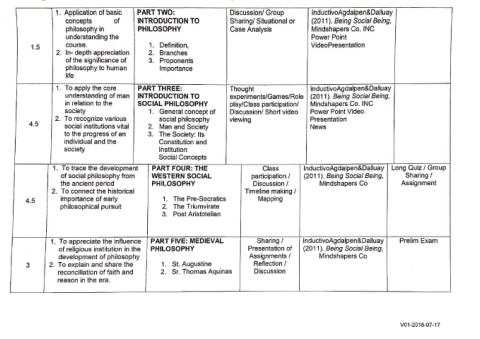 1.5
1. Application of basic
concepts of
philosophy in
understanding the
course.
2. In- depth appreciation
of the significance of
philosophy to human
life
PART TWO:
INTRODUCTION TO
PHILOSOPHY
1. Definition,
2. Branches
3. Proponents
Importance
Discussion/ Group
Sharing/ Situational or
Case Analysis
InductivoAgdalpen&Dalluay
(2011). Being Social Being,
Mindshapers Co. INC
Power Point
VideoPresentation
4.5
1. To apply the core
understanding of man
in relation to the
society
2. To recognize various
social institutions vital
to the progress of an
individual and the
society
PART THREE:
INTRODUCTION TO
SOCIAL PHILOSOPHY
1. General concept of
social philosophy
2. Man and Society
3. The Society: Its
Constitution and
Institution
Social Concepts
Thought
experiments/Games/Role
play/Class participation/
Discussion/ Short video
viewing
InductivoAgdalpen&Dalluay
(2011). Being Social Being,
Mindshapers Co. INC
Power Point Video
Presentation
News
4.5
1. To trace the development
of social philosophy from
the ancient period
2. To connect the historical
importance of early
philosophical pursuit
PART FOUR: THE
WESTERN SOCIAL
PHILOSOPHY
1. The Pre-Socratics
2. The Triumvirate
3. Post Aristotelian
Class
participation /
Discussion /
Timeline making /
Mapping
InductivoAgdalpen&Dalluay
(2011). Being Social Being,
Mindshapers Co
Long Quiz / Group
Sharing /
Assignment
3
1. To appreciate the influence
of religious institution in the
development of philosophy
2. To explain and share the
reconciliation of faith and
reason in the era.
PART FIVE: MEDIEVAL
PHILOSOPHY
1. St. Augustine
2. Sr. Thomas Aquinas
Sharing /
Presentation of
Assignments /
Reflection /
Discussion
InductivoAgdalpen&Dalluay
(2011). Being Social Being,
Mindshapers Co
Prelim Exam
V01-2018-07-17